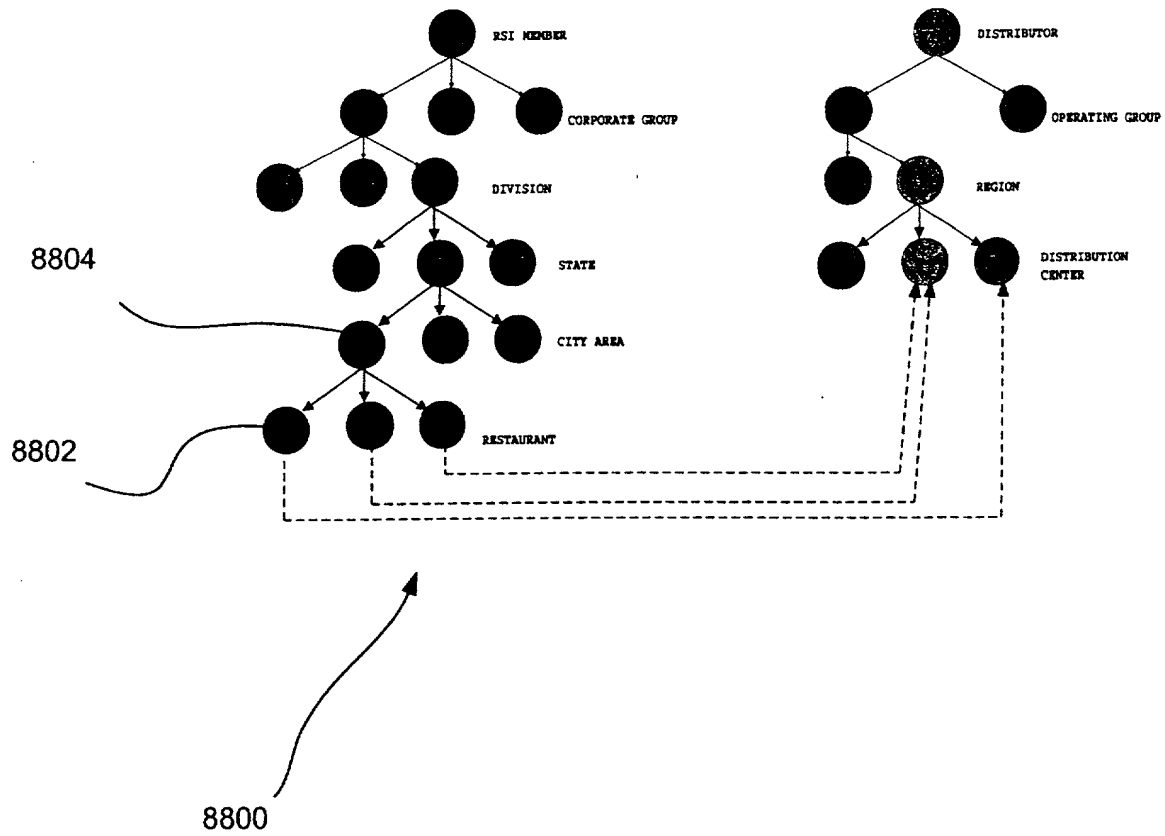 RSI MEMBER
DISTRIBUTOR
CORPORATE GROUP
OPERATING GROUP
DIVISION
REGION
8804
STATE
DISTRIBUTION
CENTER
CITY AREA
8802
RESTAURANT
8800